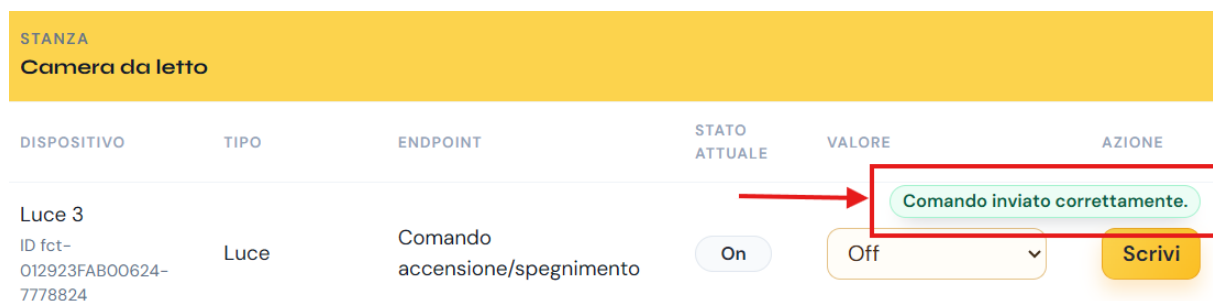 STANZA
Camera da letto
DISPOSITIVO
TIPO
ENDPOINT
STATO
ATTUALE
VALORE
AZIONE
Comando inviato correttamente.
Luce 3
ID fct-
012923FAB00624-
7778824
Luce
Comando
accensione/spegnimento
On
Off
Scrivi